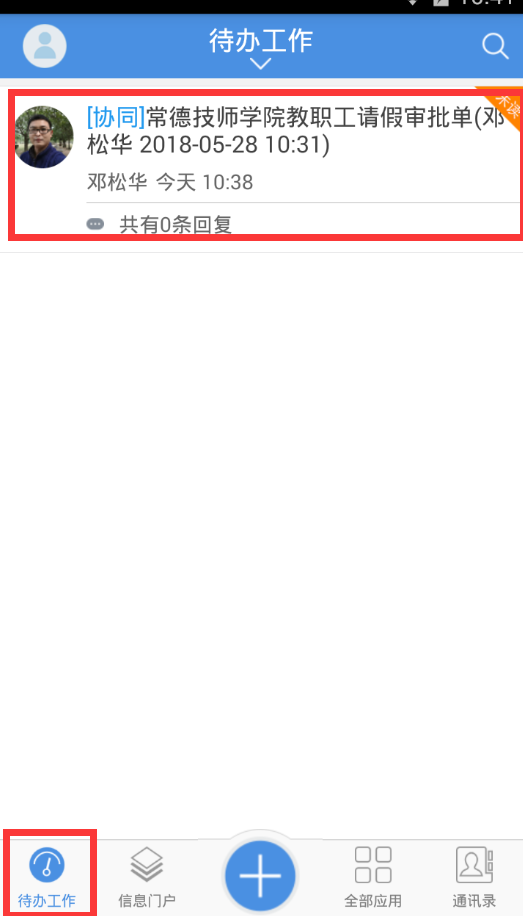 待办工作
未读
[协同]常德技师学院教职工请假审批单(邓
松华 2018-05-28 10:31)
邓松华 今天 10:38
共有0条回复
待办工作
信息门户
全部应用
通讯录